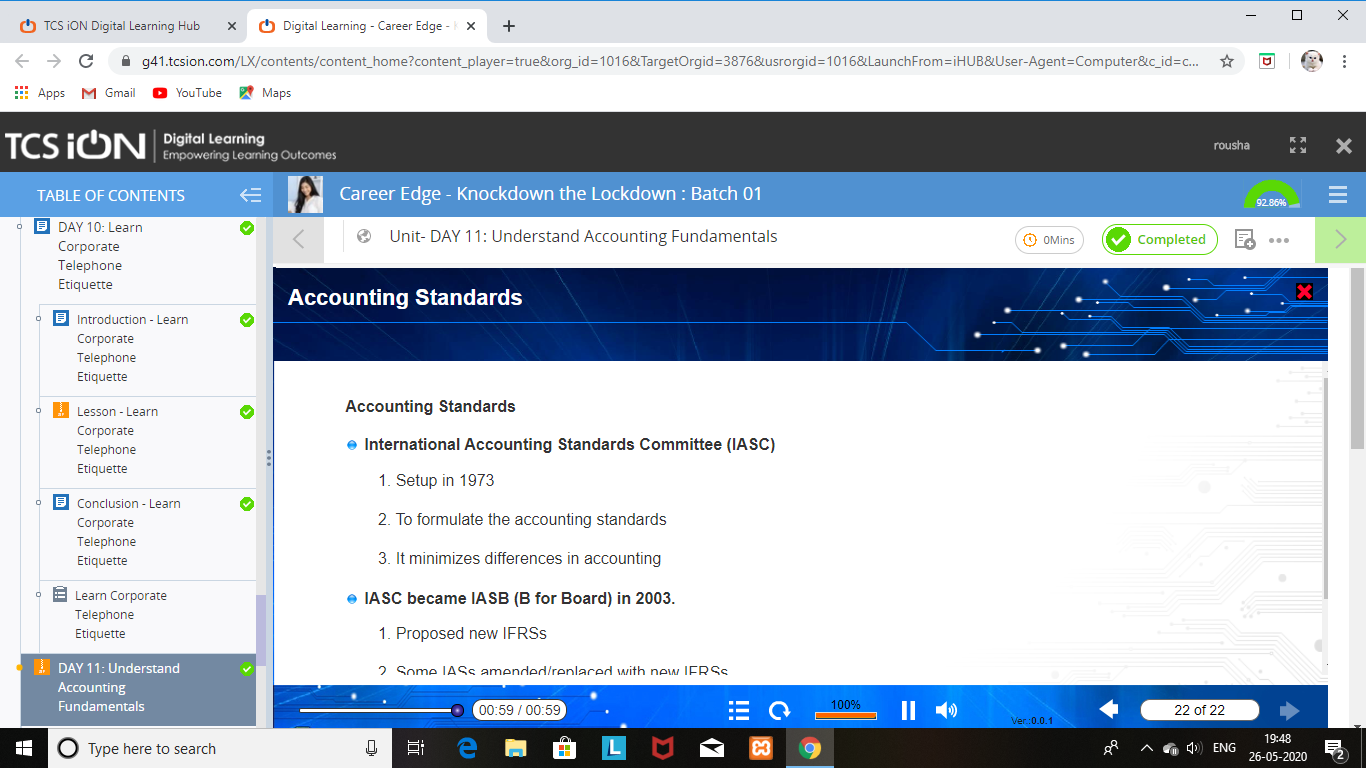 TCS iON Digital Learning Hub
Digital Learning - Career Edge -
g41.tcsion.com/LX/contents/content_home?content_player=true&org_id=1016&TargetOrgid=3876&usrorgid=1016&LaunchFrom=iHUB&User-Agent=Computer&c_id=c...
Apps Gmail YouTube Maps
TCS iON Digital Learning
Empowering Learning Outcomes
rousha
TABLE OF CONTENTS
Career Edge - Knockdown the Lockdown : Batch 01
92.86%
DAY 10: Learn
Corporate
Telephone
Etiquette
Introduction - Learn
Corporate
Telephone
Etiquette
Lesson - Learn
Corporate
Telephone
Etiquette
Conclusion - Learn
Corporate
Telephone
Etiquette
Learn Corporate
Telephone
Etiquette
DAY 11: Understand
Accounting
Fundamentals
Unit- DAY 11: Understand Accounting Fundamentals
0Mins
Completed
Accounting Standards
Accounting Standards
International Accounting Standards Committee (IASC)
1. Setup in 1973
2. To formulate the accounting standards
3. It minimizes differences in accounting
IASC became IASB (B for Board) in 2003.
1. Proposed new IFRSs
2. Some IASs amended/replaced with new IFRSs
00:59 / 00:59
100%
Ver :0.0.1
22 of 22
Type here to search
ENG
19:48
26-05-2020
2